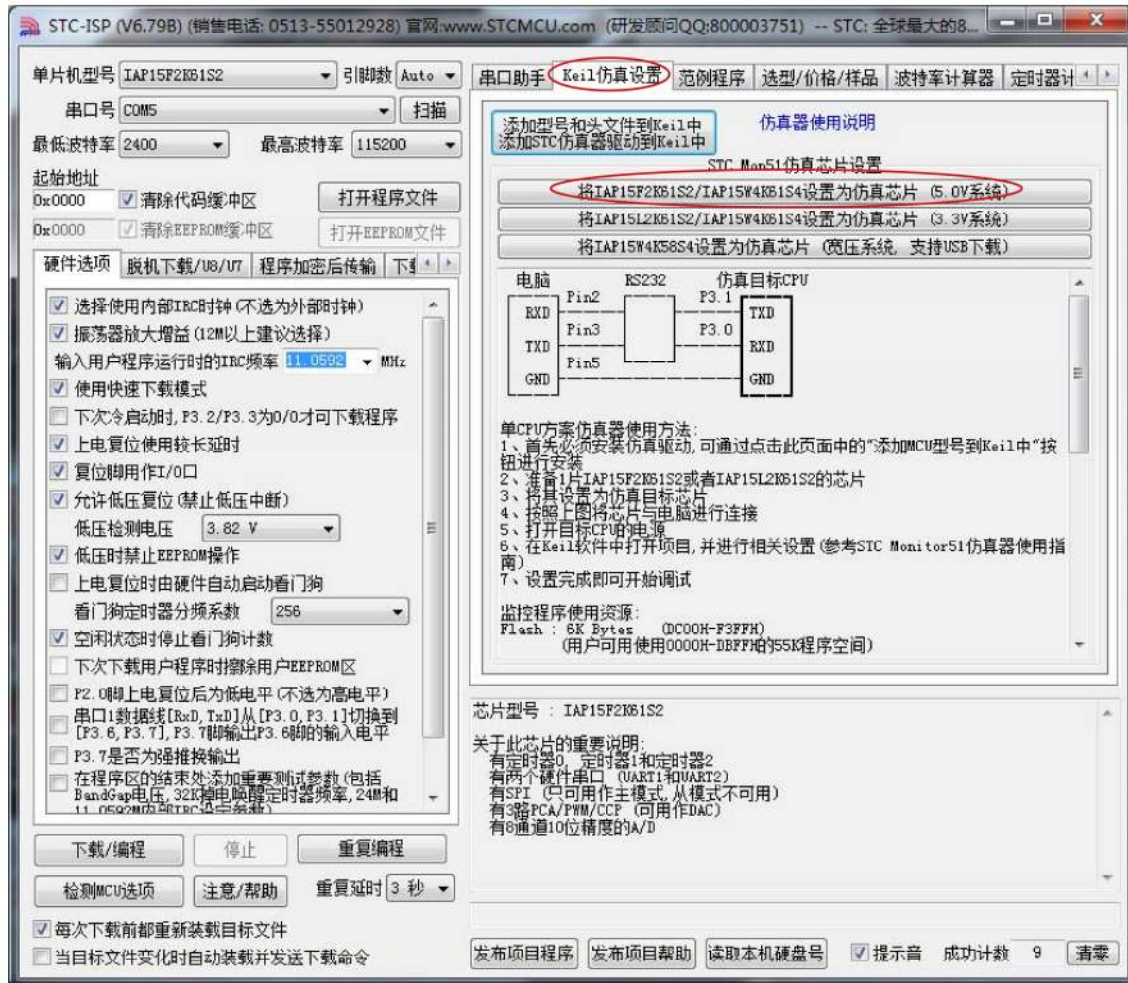 STC-ISP (V6.79B) (销售电话: 0513-55012928) 官网:www.STCMCU.com (研发顾问QQ:800003751) -- STC: 全球最大的8...
单片机型号 IAP15F2K61S2 引脚数 Auto
串口号 COM5 扫描
最低波特率 2400 最高波特率 115200
起始地址
0x0000 清除代码缓冲区 打开程序文件
0x0000 清除EEPROM缓冲区 打开EEPROM文件
硬件选项 脱机下载/U8/U7 程序加密后传输
选择使用内部IRC时钟(不选为外部时钟)
振荡器放大增益(12M以上建议选择)
输入用户程序运行时的IRC频率 11.0592 MHz
使用快速下载模式
下次冷启动时,P3.2/P3.3为0/0才可下载程序
上电复位使用较长延时
复位脚用作I/O口
允许低压复位(禁止低压中断)
低压检测电压 3.82 V
低压时禁止EEPROM操作
上电复位时由硬件自动启动看门狗
看门狗定时器分频系数 256
空闲状态时停止看门狗计数
下次下载用户程序时擦除用户EEPROM区
P2.0脚上电复位后为低电平(不选为高电平)
串口1数据线[RxD,TxD]从[P3.0,P3.1]切换到
[P3.6,P3.7],P3.7脚输出P3.6脚的输入电平
P3.7是否为强推挽输出
在程序区的结束处添加重要测试参数(包括
BandGap电压,32K掉电唤醒定时器频率,24M和
11.0592M内部IRC设定参数)
下载/编程 停止 重复编程
检测MCU选项 注意/帮助 重复延时 3 秒
每次下载前都重新装载目标文件
当目标文件变化时自动装载并发送下载命令
串口助手 Keil仿真设置 范例程序 选型/价格/样品 波特率计算器 定时器计
添加型号和头文件到Keil中
添加STC仿真器驱动到Keil中
仿真器使用说明
STC Mon51仿真芯片设置
将IAP15F2K61S2/IAP15W4K61S4设置为仿真芯片 (5.0V系统)
将IAP15L2K61S2/IAP15W4K61S4设置为仿真芯片 (3.3V系统)
将IAP15W4K58S4设置为仿真芯片 (宽压系统, 支持USB下载)
电脑 RS232 仿真目标CPU
RXD Pin2 P3.1 TXD
TXD Pin3 P3.0 RXD
GND Pin5 GND
单CPU方案仿真器使用方法:
1、首先必须安装仿真驱动,可通过点击此页面中的"添加MCU型号到Keil中"按
钮进行安装
2、准备1片IAP15F2K61S2或者IAP15L2K61S2的芯片
3、将其设置为仿真目标芯片
4、按照上图将芯片与电脑进行连接
5、打开目标CPU的电源
6、在Keil软件中打开项目,并进行相关设置(参考STC Monitor51仿真器使用指
南)
7、设置完成即可开始调试
监控程序使用资源:
Flash : 6K Bytes (DC00H-F3FFH)
(用户可用使用0000H-DBFFH的55K程序空间)
芯片型号 : IAP15F2K61S2
关于此芯片的重要说明:
有定时器0, 定时器1和定时器2
有两个硬件串口 (UART1和UART2)
有SPI (只可用作主模式,从模式不可用)
有3路PCA/PWM/CCP (可用作DAC)
有8通道10位精度的A/D
发布项目程序 发布项目帮助 读取本机硬盘号 提示音 成功计数 9 清零